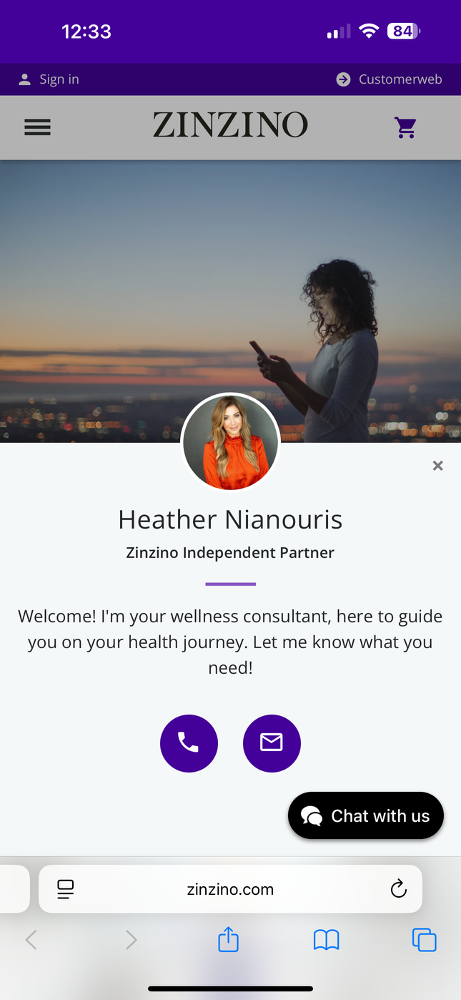 12:33
84
Sign in
Customerweb
ZINZINO
Heather Nianouris
Zinzino Independent Partner
Welcome! I'm your wellness consultant, here to guide
you on your health journey. Let me know what you
need!
Chat with us
zinzino.com